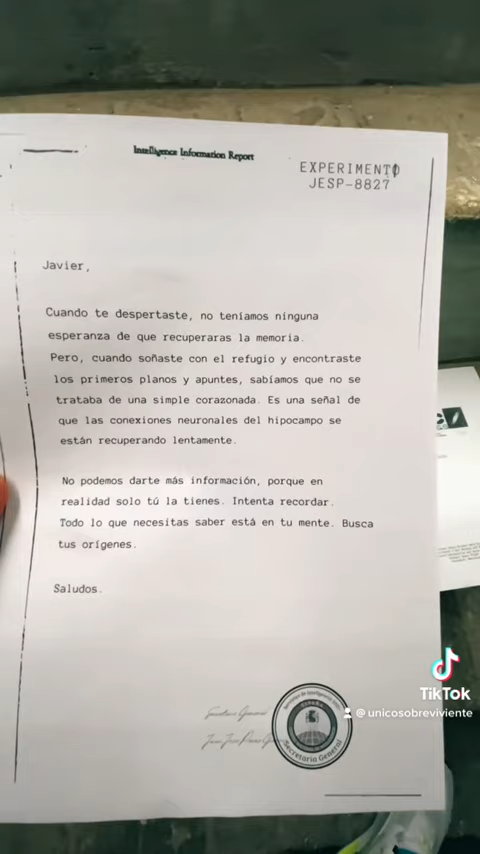 Intelligence Information Report
EXPERIMENTO
JESP-8827
Javier,
Cuando te despertaste, no teníamos ninguna
esperanza de que recuperaras la memoria.
Pero, cuando soñaste con el refugio y encontraste
los primeros planos y apuntes, sabíamos que no se
trataba de una simple corazonada. Es una señal de
que las conexiones neuronales del hipocampo se
están recuperando lentamente.
No podemos darte más información, porque en
realidad solo tú la tienes. Intenta recordar.
Todo lo que necesitas saber está en tu mente. Busca
tus orígenes.
Saludos.
Secretario General
Secretaría General
TikTok
@unicosobreviviente